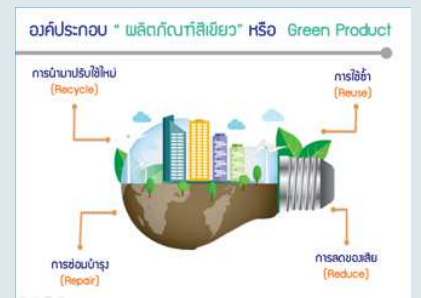 องค์ประกอบ “ ผลิตภัณฑ์สีเขียว” หรือ Green Product
การนำมาปรับใช้ใหม่
(Recycle)
การใช้ซ้ำ
(Reuse)
การซ่อมบำรุง
(Repair)
การลดของเสีย
(Reduce)